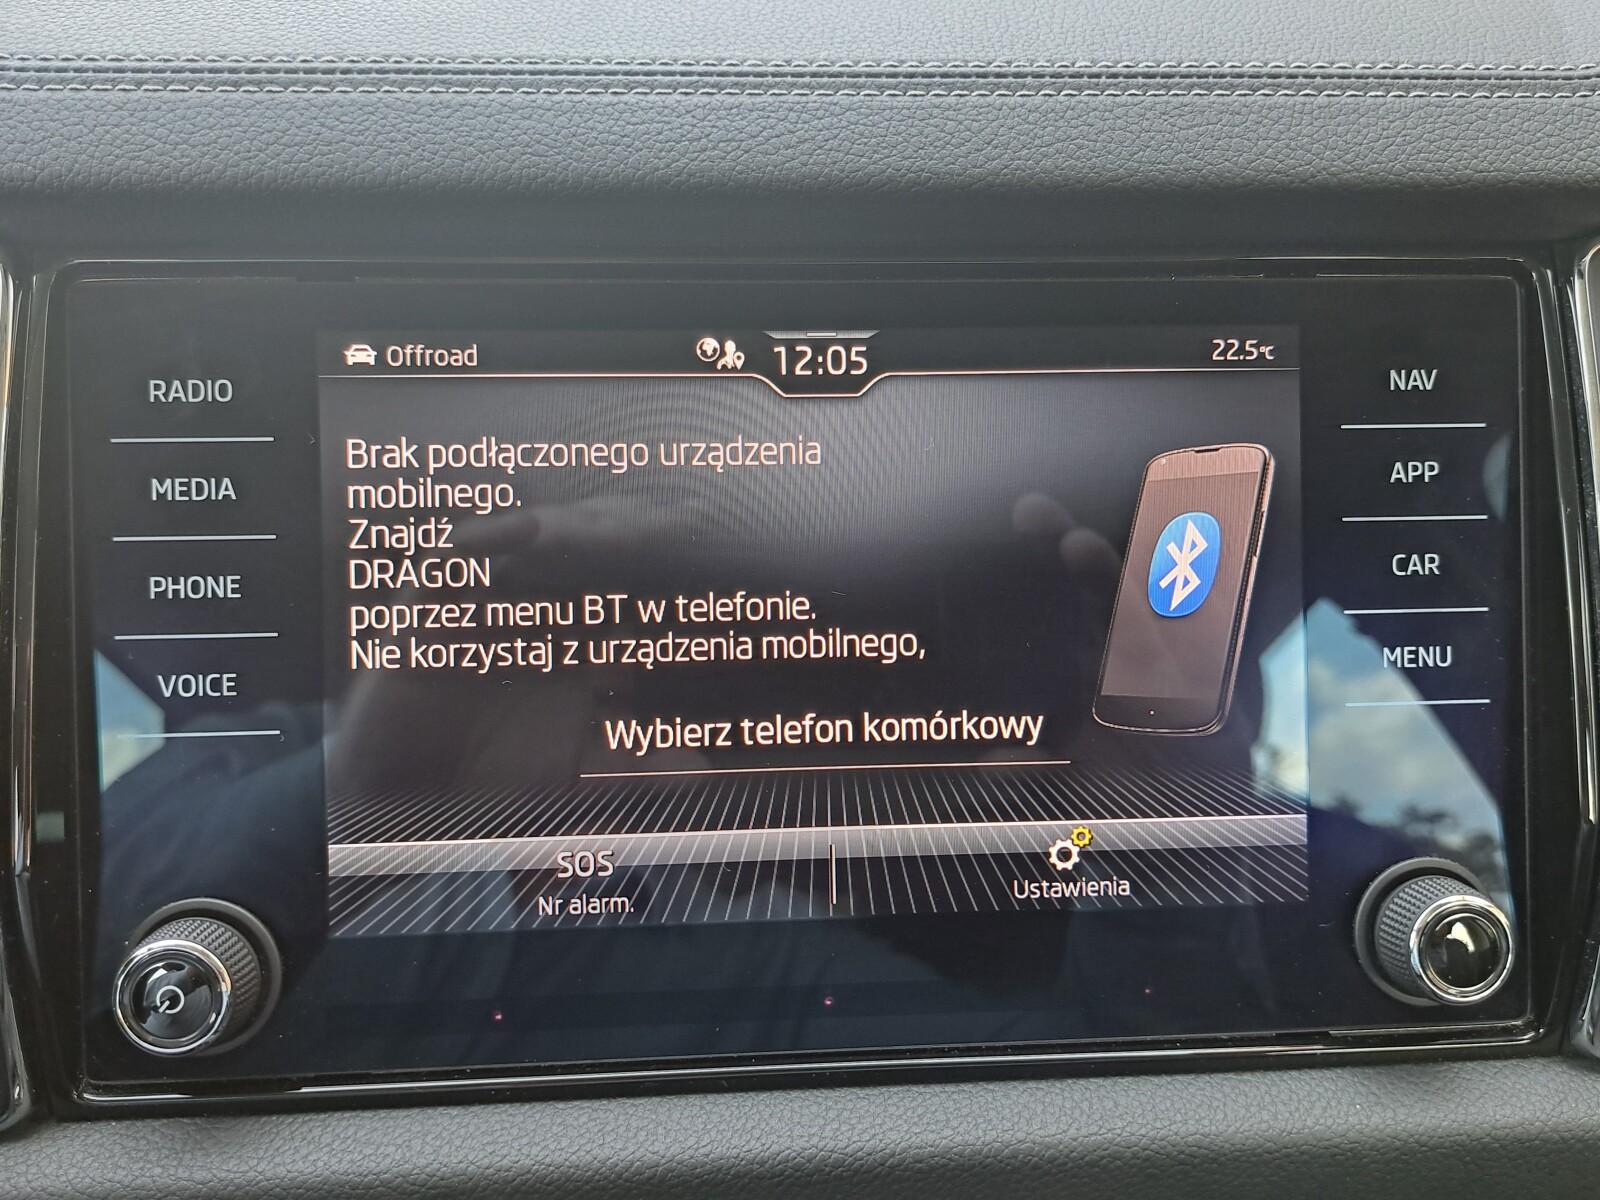 Offroad
12:05
22.5°C
RADIO
MEDIA
PHONE
VOICE
Brak podłączonego urządzenia
mobilnego.
Znajdź
DRAGON
poprzez menu BT w telefonie.
Nie korzystaj z urządzenia mobilnego,
Wybierz telefon komórkowy
SOS
Nr alarm.
Ustawienia
NAV
APP
CAR
MENU